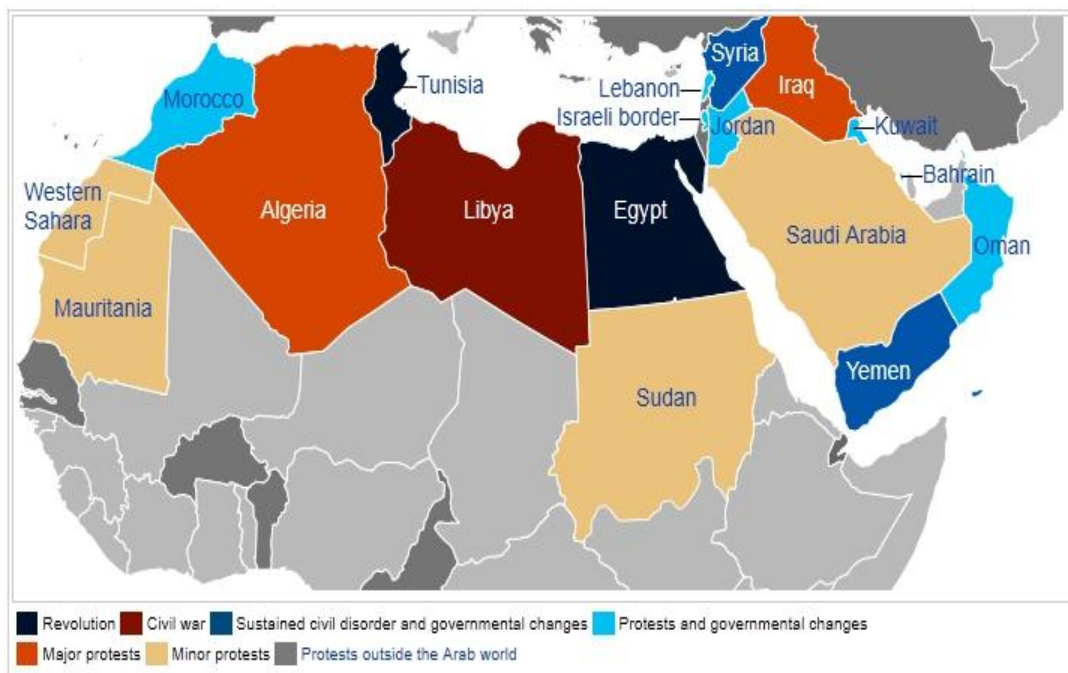 Syria
Lebanon
Iraq
Tunisia
Morocco
Israeli border
Jordan
Kuwait
Bahrain
Western
Sahara
Algeria
Libya
Egypt
Saudi Arabia
Oman
Mauritania
Yemen
Sudan
Revolution Civil war Sustained civil disorder and governmental changes Protests and governmental changes
Major protests Minor protests Protests outside the Arab world